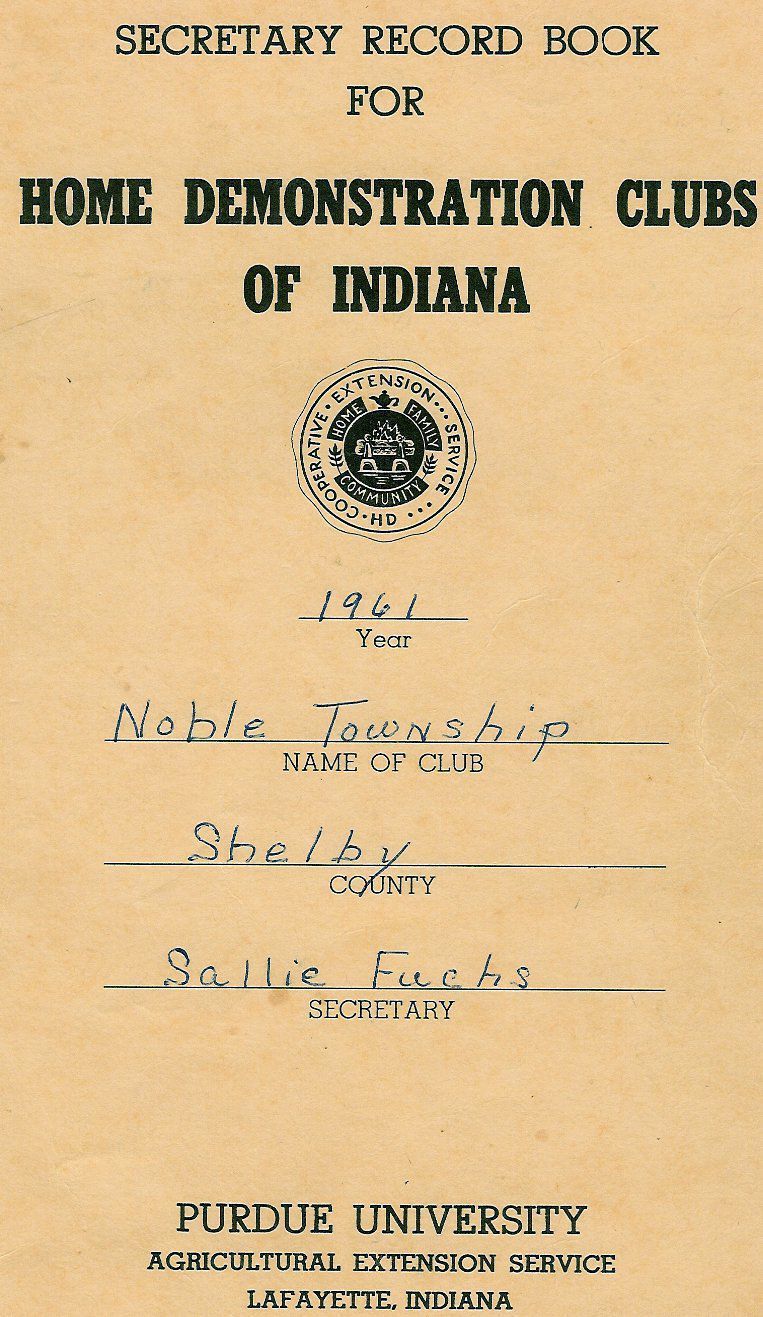 SECRETARY RECORD BOOK
FOR
HOME DEMONSTRATION CLUBS
OF INDIANA
COOPERATIVE • EXTENSION ••• SERVICE ••• HD •
HOME FAMILY
COMMUNITY
1961
Year
Noble Township
NAME OF CLUB
Shelby
COUNTY
Sallie Fuchs
SECRETARY
PURDUE UNIVERSITY
AGRICULTURAL EXTENSION SERVICE
LAFAYETTE, INDIANA